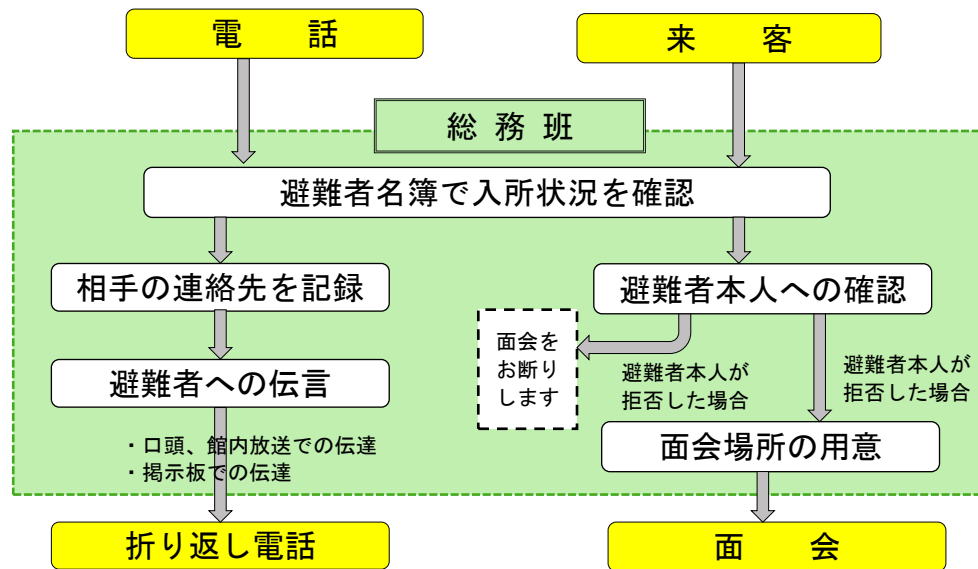 電　　話
来　　客
総 務 班
避難者名簿で入所状況を確認
相手の連絡先を記録
避難者への伝言
・口頭、館内放送での伝達
・掲示板での伝達
折り返し電話
避難者本人への確認
面会を
お断り
します
避難者本人が
拒否した場合
避難者本人が
拒否した場合
面会場所の用意
面　　会